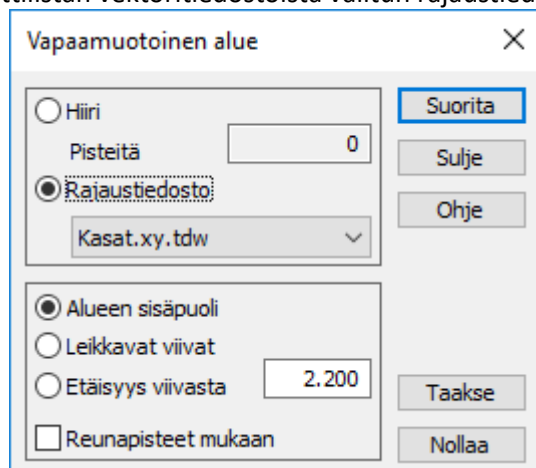 Vapaamuotoinen alue
Hiiri
Pisteitä 0
Rajaustiedosto
Kasat.xy.tdw
Suorita
Sulje
Ohje
Alueen sisäpuoli
Leikkavat viivat
Etäisyys viivasta 2.200
Reunapisteet mukaan
Taakse
Nollaa